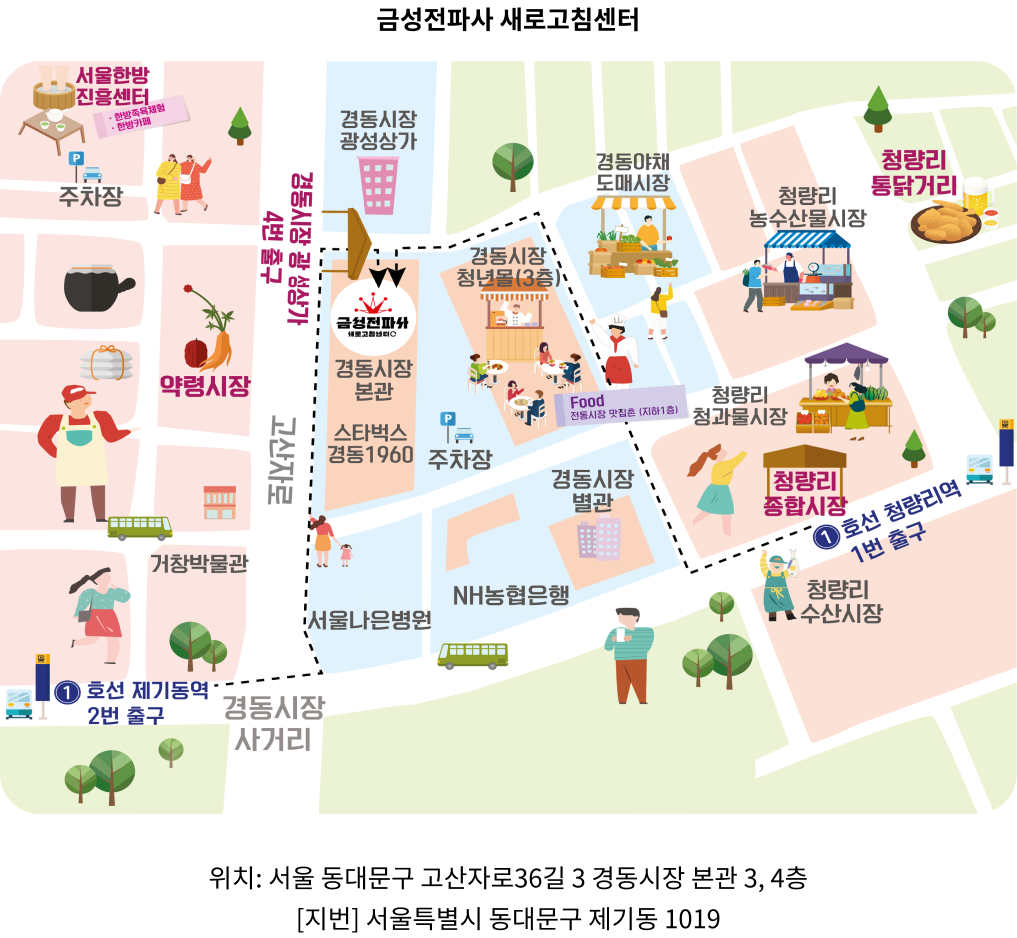 금성전파사 새로고침센터
서울한방
진흥센터
· 한방족욕체험
· 한방카페
P
주차장
경동시장
광성상가
경동시장 광성상가
4번 출구
경동야채
도매시장
청량리
통닭거리
청량리
농수산물시장
경동시장
청년몰(3층)
금성전파사
새로고침센터
경동시장
본관
스타벅스
경동1960
P
주차장
Food
전통시장 맛집촌 (지하1층)
청량리
청과물시장
약령시장
고산자로
경동시장
별관
청량리
종합시장
1 호선 청량리역
1번 출구
거창박물관
NH농협은행
서울나은병원
청량리
수산시장
1 호선 제기동역
2번 출구
경동시장
사거리
위치: 서울 동대문구 고산자로36길 3 경동시장 본관 3, 4층
[지번] 서울특별시 동대문구 제기동 1019